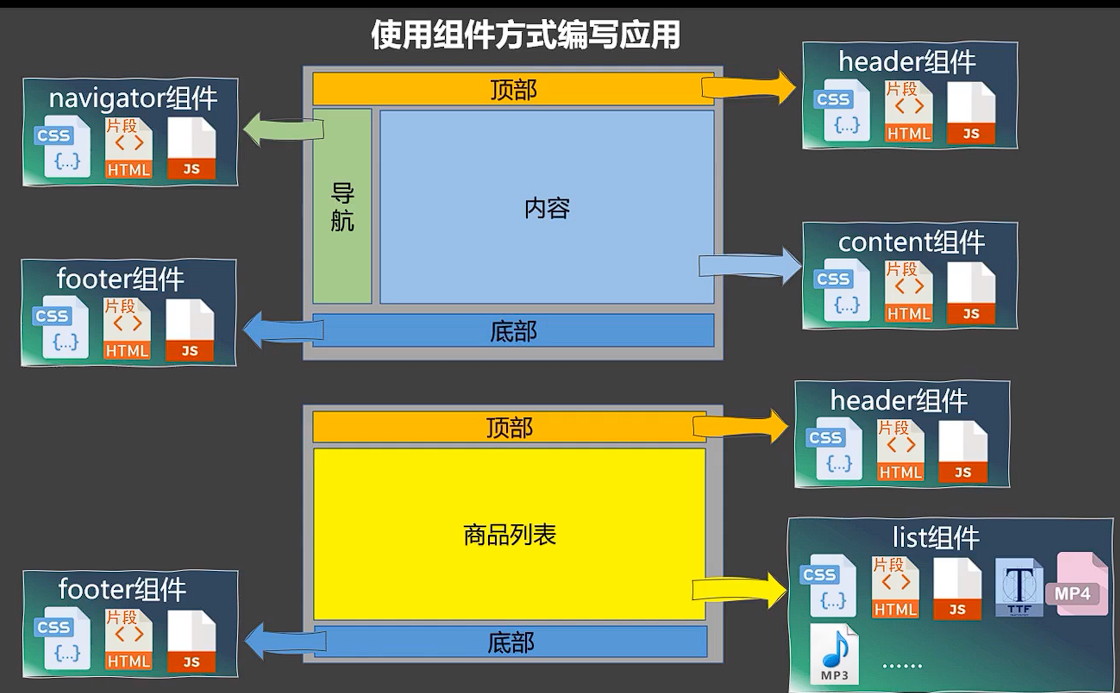 使用组件方式编写应用
navigator组件
CSS
{...}
片段
< >
HTML
JS
顶部
header组件
CSS
{...}
片段
< >
HTML
JS
导航
内容
footer组件
CSS
{...}
片段
< >
HTML
JS
底部
content组件
CSS
{...}
片段
< >
HTML
JS
顶部
header组件
CSS
{...}
片段
< >
HTML
JS
商品列表
list组件
CSS
{...}
片段
< >
HTML
JS
T
TTF
MP4
MP3
......
footer组件
CSS
{...}
片段
< >
HTML
JS
底部